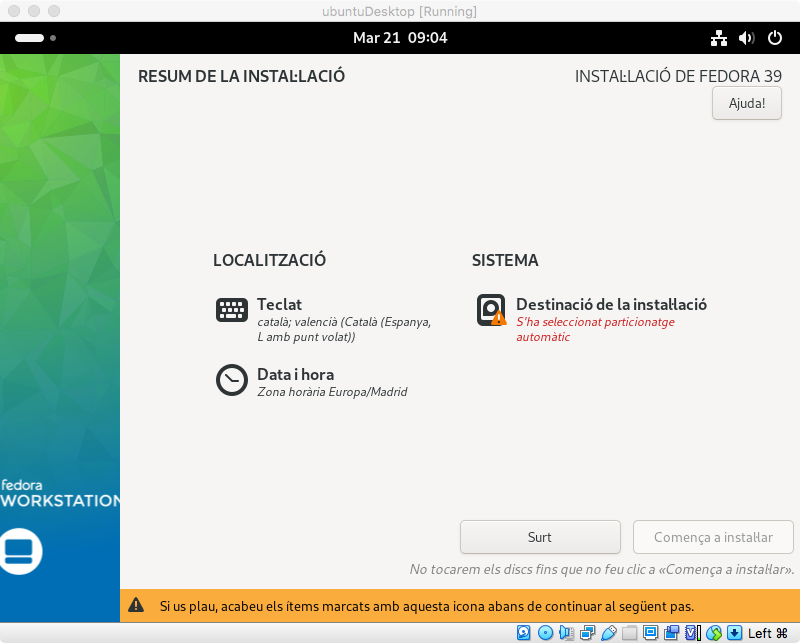 ubuntuDesktop [Running]
Mar 21 09:04
RESUM DE LA INSTAL·LACIÓ
INSTAL·LACIÓ DE FEDORA 39
Ajuda!
LOCALITZACIÓ
SISTEMA
Teclat
català; valencià (Català (Espanya,
L amb punt volat))
Destinació de la instal·lació
S'ha seleccionat particionatge
automàtic
Data i hora
Zona horària Europa/Madrid
fedora
WORKSTATION
Surt
Comença a instal·lar
No tocarem els discs fins que no feu clic a «Comença a instal·lar».
Si us plau, acabeu els ítems marcats amb aquesta icona abans de continuar al següent pas.
Left ⌘